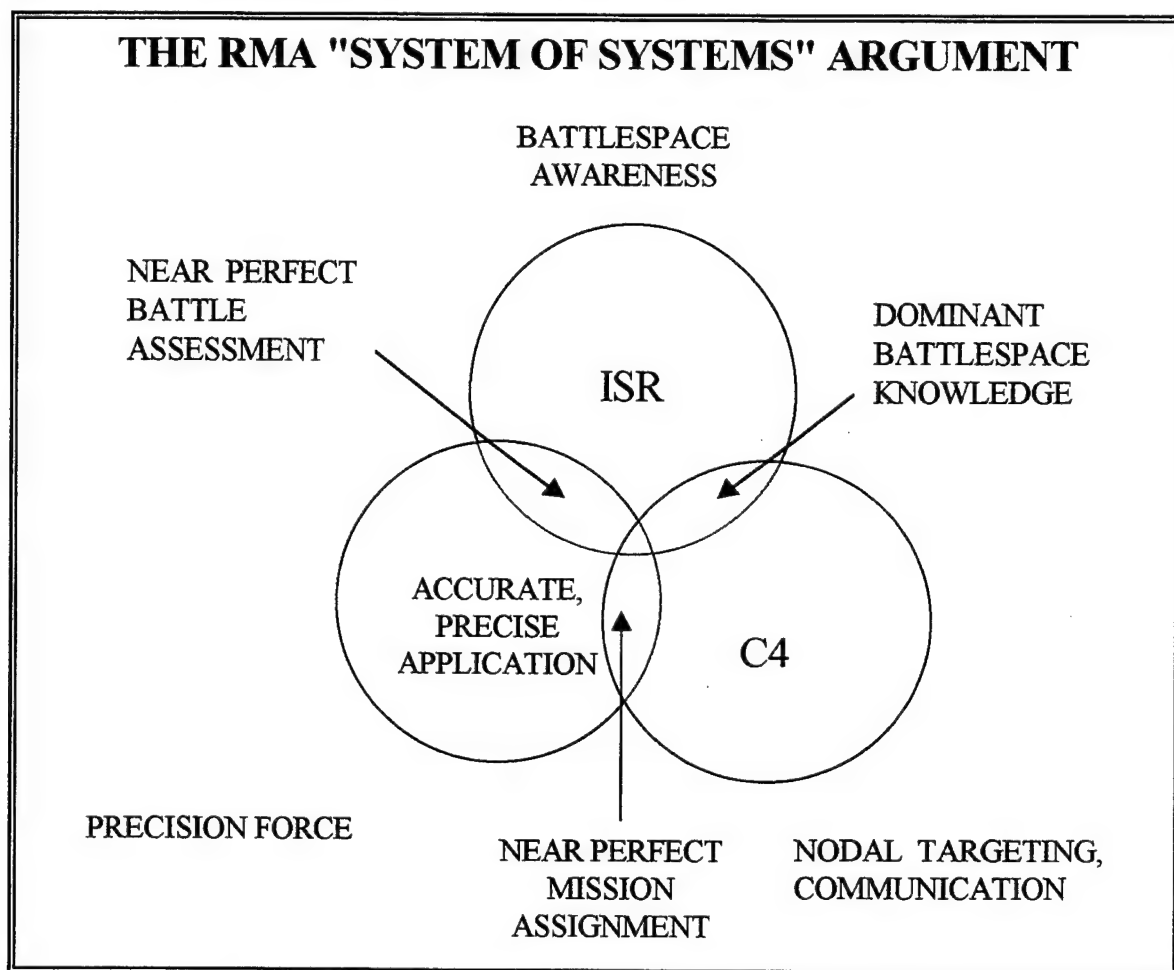 THE RMA "SYSTEM OF SYSTEMS" ARGUMENT
BATTLESPACE
AWARENESS
NEAR PERFECT
BATTLE
ASSESSMENT
DOMINANT
BATTLESPACE
KNOWLEDGE
ISR
ACCURATE,
PRECISE
APPLICATION
C4
PRECISION FORCE
NEAR PERFECT
MISSION
ASSIGNMENT
NODAL TARGETING,
COMMUNICATION